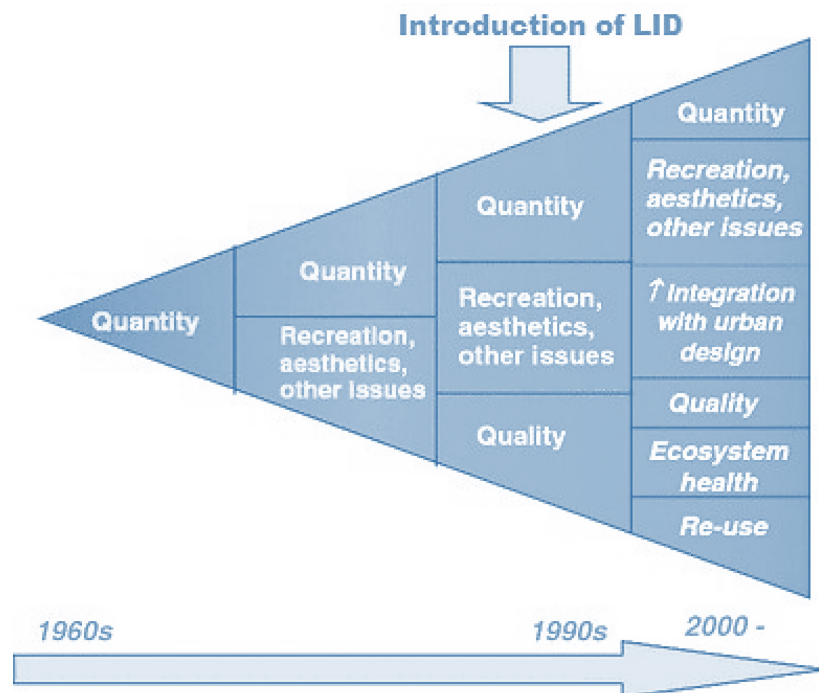 Introduction of LID
Quantity
Quantity
Recreation,
aesthetics,
other issues
Quantity
Recreation,
aesthetics,
other issues
Quality
Quantity
Recreation,
aesthetics,
other issues
↑ Integration
with urban
design
Quality
Ecosystem
health
Re-use
1960s
1990s
2000 -